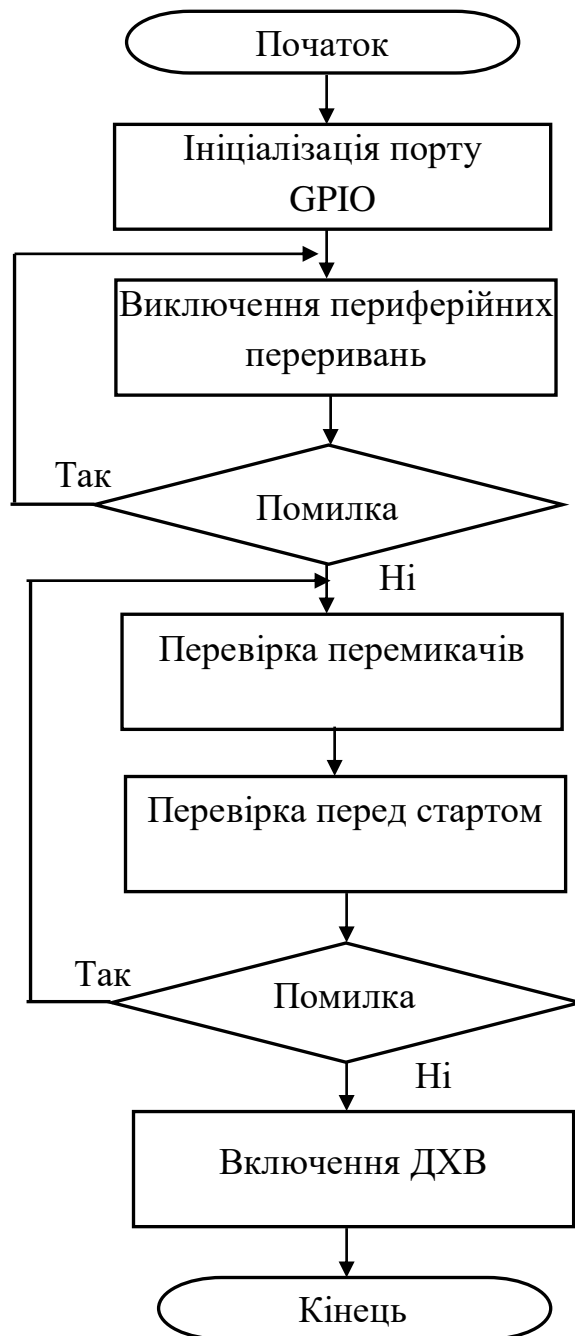 Початок
Ініціалізація порту
GPIO
Виключення периферійних
переривань
Так
Помилка
Ні
Перевірка перемикачів
Перевірка перед стартом
Так
Помилка
Ні
Включення ДХВ
Кінець